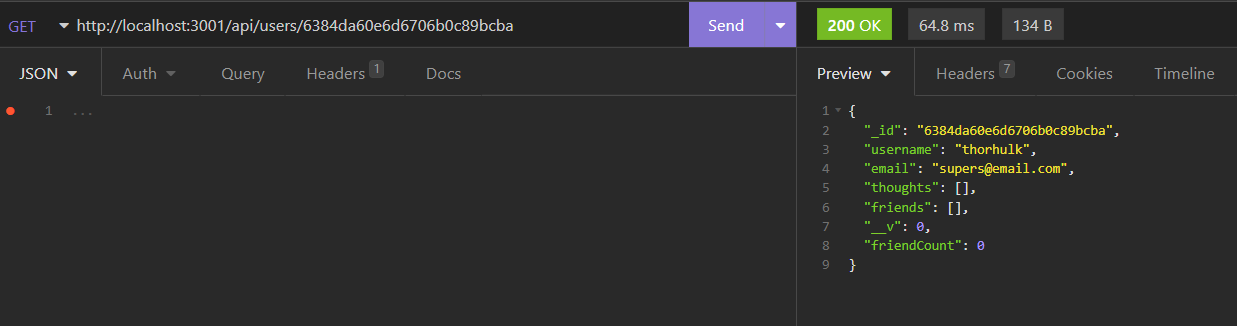 GET http://localhost:3001/api/users/6384da60e6d6706b0c89bcba Send 200 OK 64.8 ms 134 B
JSON Auth Query Headers 1 Docs Preview Headers 7 Cookies Timeline
1 ...
1 {
2 "_id": "6384da60e6d6706b0c89bcba",
3 "username": "thorhulk",
4 "email": "supers@email.com",
5 "thoughts": [],
6 "friends": [],
7 "__v": 0,
8 "friendCount": 0
9 }